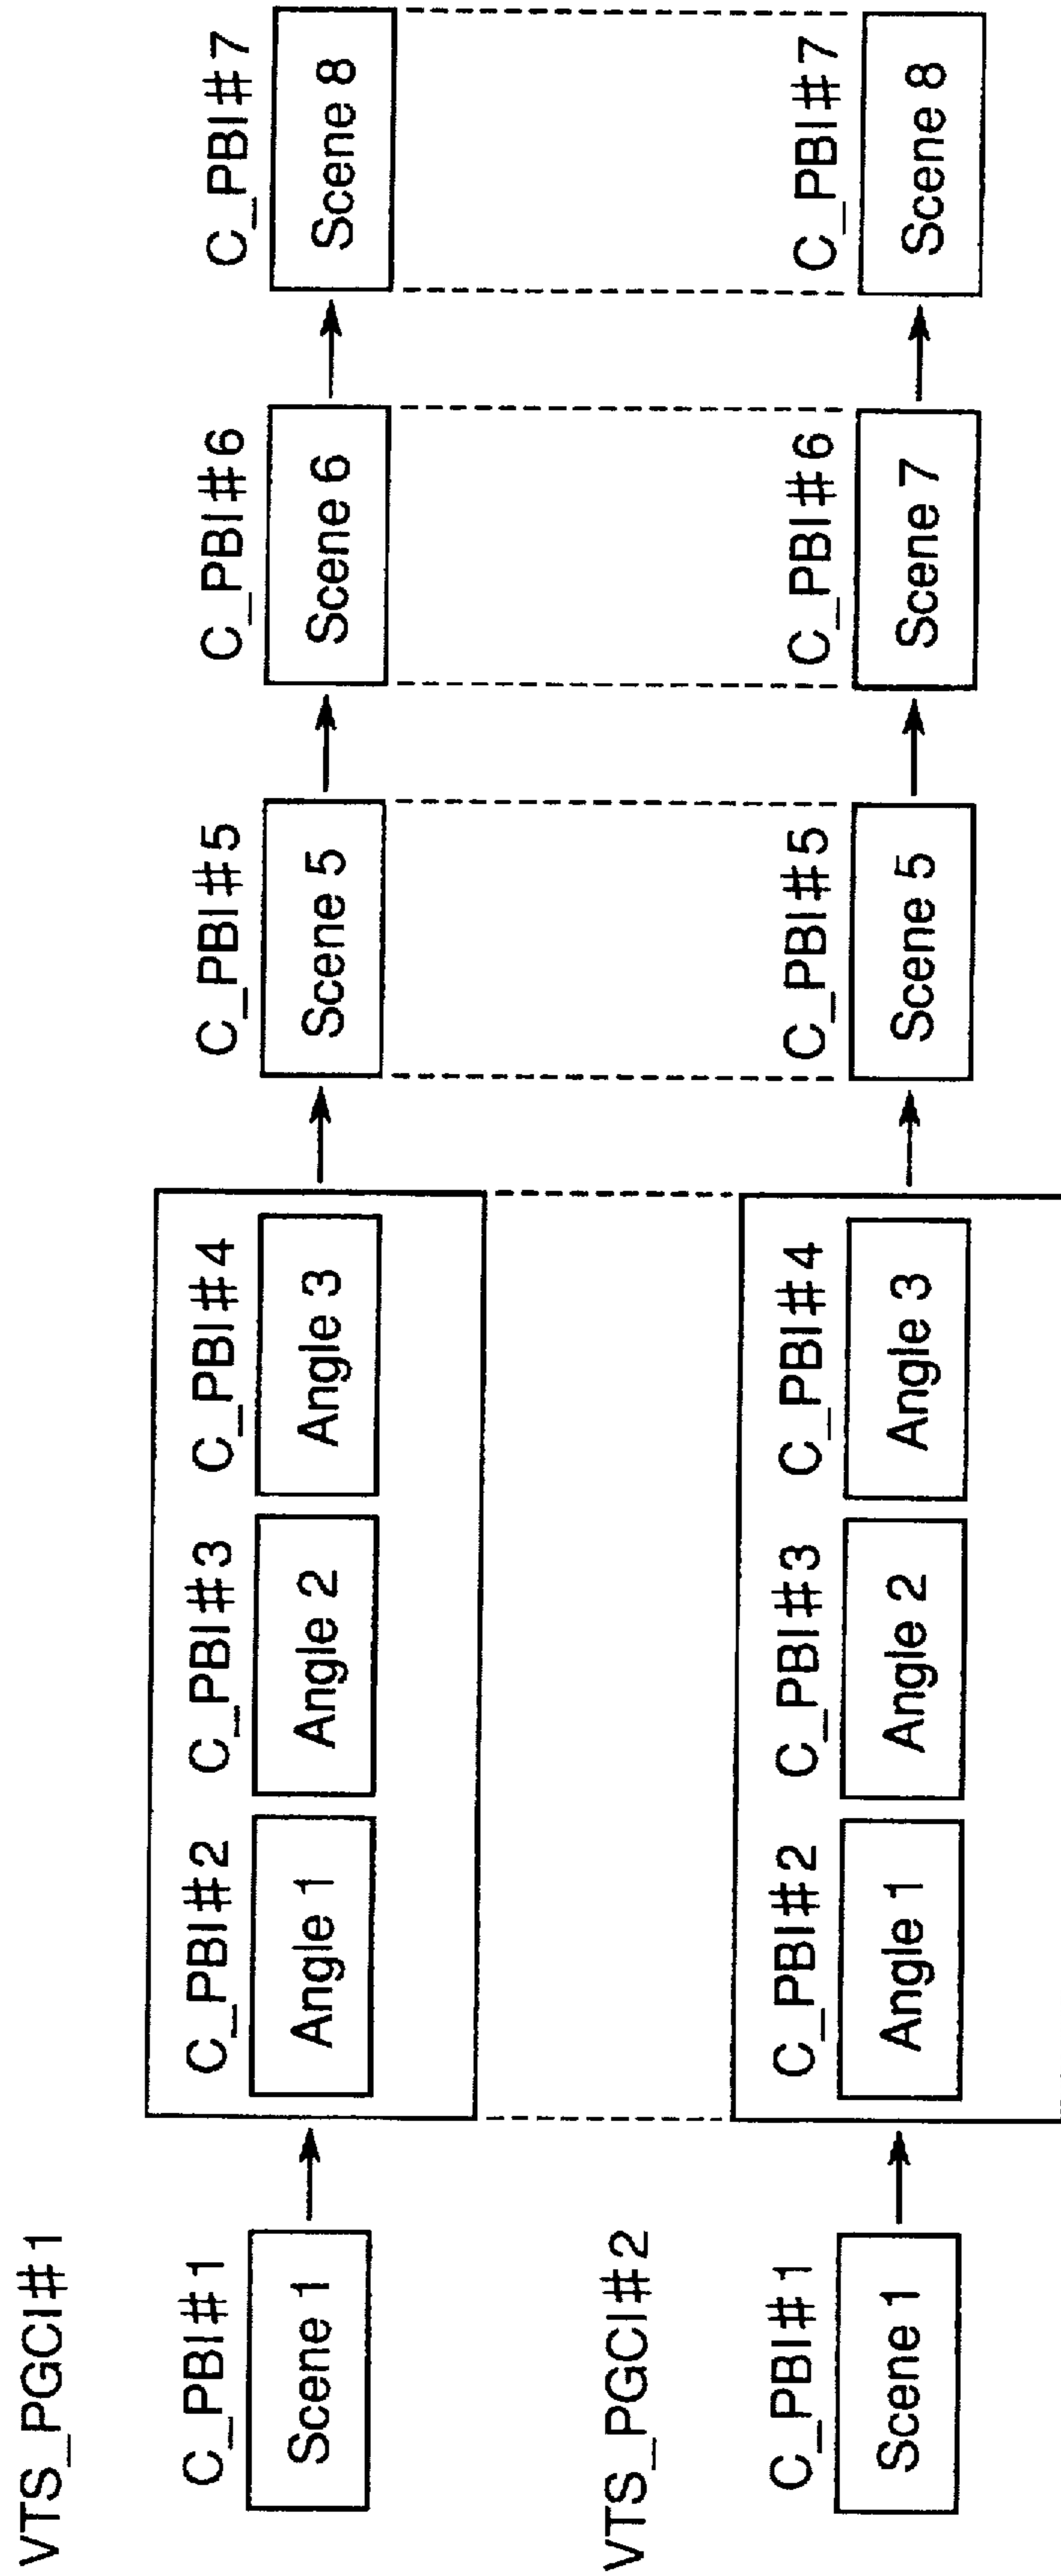 VTS_PGCI#1
C_PBI#1
Scene 1
C_PBI#2
Angle 1
C_PBI#3
Angle 2
C_PBI#4
Angle 3
C_PBI#5
Scene 5
C_PBI#6
Scene 6
C_PBI#7
Scene 8
VTS_PGCI#2
C_PBI#1
Scene 1
C_PBI#2
Angle 1
C_PBI#3
Angle 2
C_PBI#4
Angle 3
C_PBI#5
Scene 5
C_PBI#6
Scene 7
C_PBI#7
Scene 8